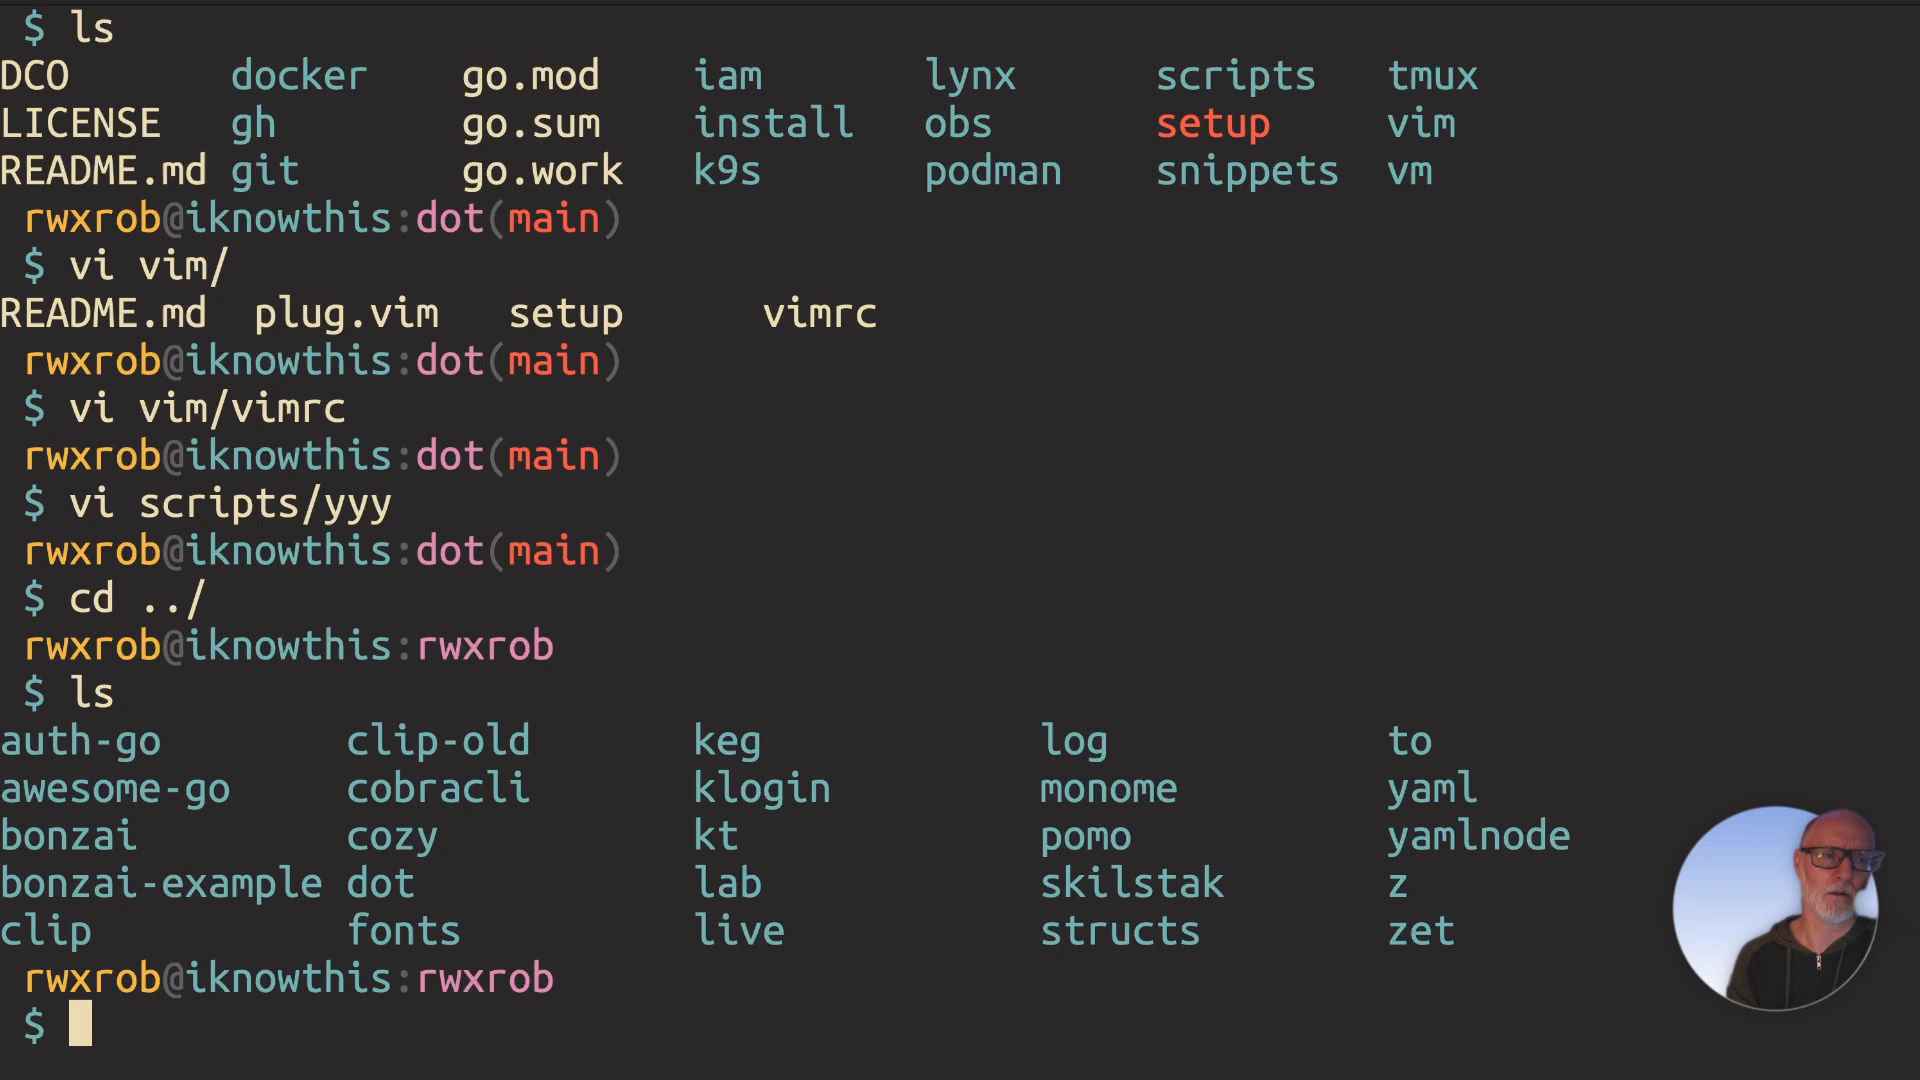 $ ls
DCO docker go.mod iam lynx scripts tmux
LICENSE gh go.sum install obs setup vim
README.md git go.work k9s podman snippets vm
rwxrob@iknowthis:dot(main)
$ vi vim/
README.md plug.vim setup vimrc
rwxrob@iknowthis:dot(main)
$ vi vim/vimrc
rwxrob@iknowthis:dot(main)
$ vi scripts/yyy
rwxrob@iknowthis:dot(main)
$ cd ../
rwxrob@iknowthis:rwxrob
$ ls
auth-go clip-old keg log to
awesome-go cobracli klogin monome yaml
bonzai cozy kt pomo yamlnode
bonzai-example dot lab skilstak z
clip fonts live structs zet
rwxrob@iknowthis:rwxrob
$